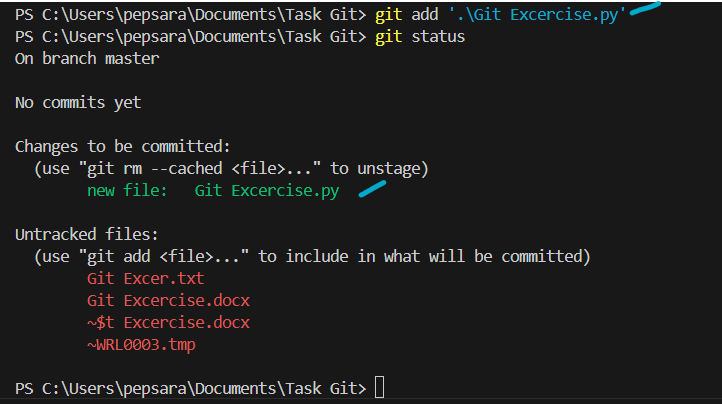 PS C:\Users\pepsara\Documents\Task Git> git add '.\Git Excercise.py'
PS C:\Users\pepsara\Documents\Task Git> git status
On branch master
No commits yet
Changes to be committed:
(use "git rm --cached <file>..." to unstage)
new file: Git Excercise.py
Untracked files:
(use "git add <file>..." to include in what will be committed)
Git Excer.txt
Git Excercise.docx
~$t Excercise.docx
~WRL0003.tmp
PS C:\Users\pepsara\Documents\Task Git>